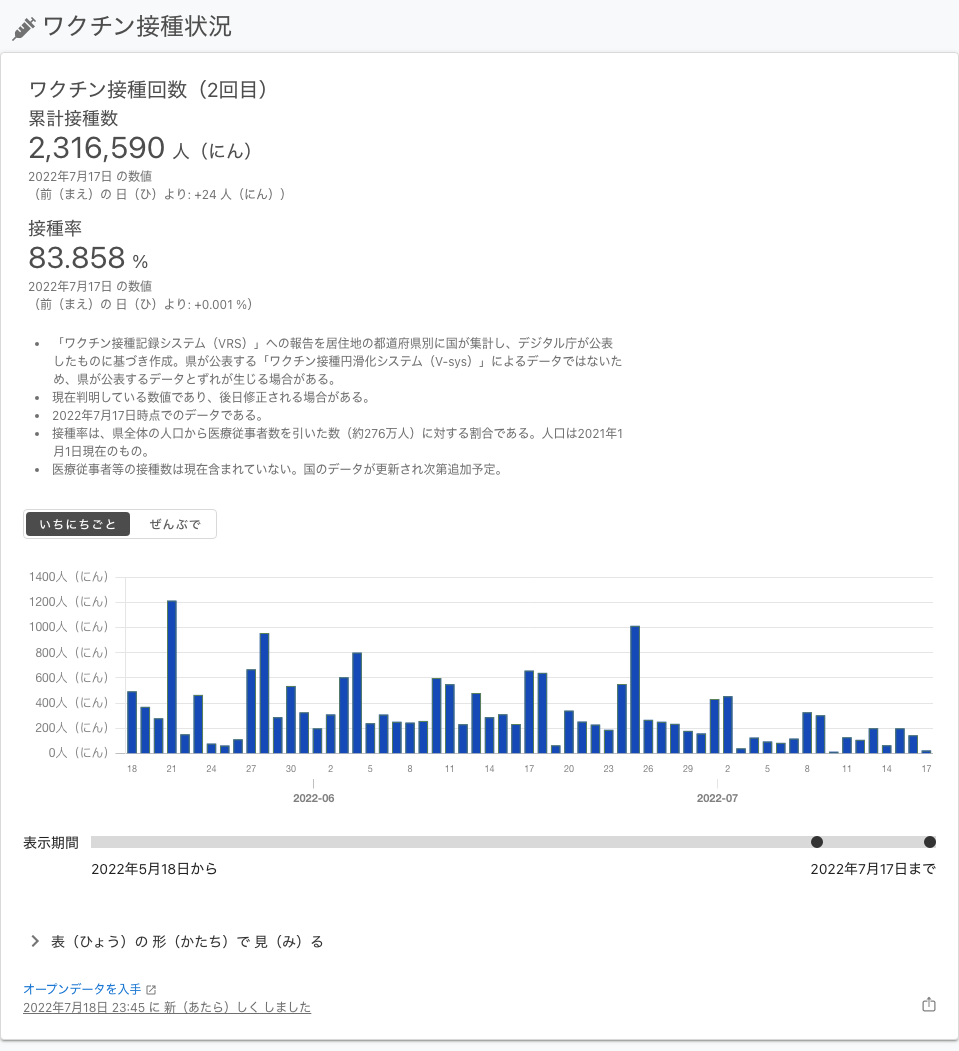 ワクチン接種状況
ワクチン接種回数（2回目）
累計接種数
2,316,590 人（にん）
2022年7月17日 の数値
（前（まえ）の 日（ひ）より: +24 人（にん））
接種率
83.858 %
2022年7月17日 の数値
（前（まえ）の 日（ひ）より: +0.001 %）
• 「ワクチン接種記録システム（VRS）」への報告を居住地の都道府県別に国が集計し、デジタル庁が公表
したものに基づき作成。県が公表する「ワクチン接種円滑化システム（V-sys）」によるデータではないた
め、県が公表するデータとずれが生じる場合がある。
• 現在判明している数値であり、後日修正される場合がある。
• 2022年7月17日時点でのデータである。
• 接種率は、県全体の人口から医療従事者数を引いた数（約276万人）に対する割合である。人口は2021年1
月1日現在のもの。
• 医療従事者等の接種数は現在含まれていない。国のデータが更新され次第追加予定。
いちにちごと ぜんぶで
1400人（にん）
1200人（にん）
1000人（にん）
800人（にん）
600人（にん）
400人（にん）
200人（にん）
0人（にん）
18 21 24 27 30 2 5 8 11 14 17 20 23 26 29 2 5 8 11 14 17
2022-06 2022-07
表示期間
2022年5月18日から 2022年7月17日まで
表（ひょう）の 形（かたち）で 見（み）る
オープンデータを入手
2022年7月18日 23:45 に 新（あたら）しく しました